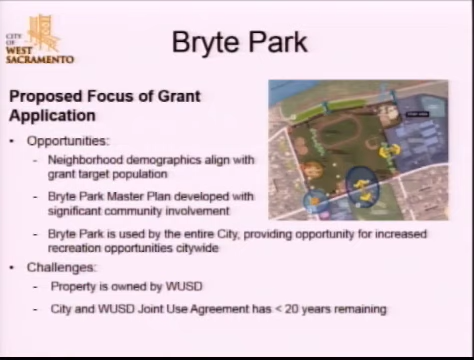 CITY
OF
WEST
SACRAMENTO
Bryte Park
Proposed Focus of Grant
Application
• Opportunities:
- Neighborhood demographics align with
grant target population
- Bryte Park Master Plan developed with
significant community involvement
- Bryte Park is used by the entire City, providing opportunity for increased
recreation opportunities citywide
• Challenges:
- Property is owned by WUSD
- City and WUSD Joint Use Agreement has < 20 years remaining